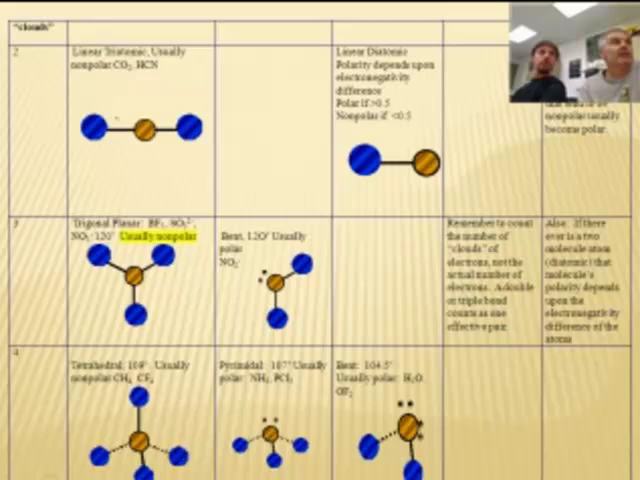 "clouds"
2
Linear Triatomic, Usually
nonpolar CO₂, HCN
Linear Diatomic
Polarity depends upon
electronegativity
difference
Polar if >0.5
Nonpolar if <0.5
nonpolar usually
become polar.
3
Trigonal Planar: BF₃, SO₃²⁻,
NO₃⁻ 120° Usually nonpolar
Bent, 120° Usually
polar
NO₂⁻
Remember to count
the number of
"clouds" of
electrons, not the
actual number of
electrons. A double
or triple bond
counts as one
effective pair
Also: If there
ever is a two
molecule atom
(diatomic) that
molecule's
polarity depends
upon the
electronegativity
difference of the
atoms
4
Tetrahedral; 109° Usually
nonpolar CH₄ CF₄
Pyrimidal: 107° Usually
polar: NH₃, PCl₃
Bent: 104.5°
Usually polar: H₂O
OF₂